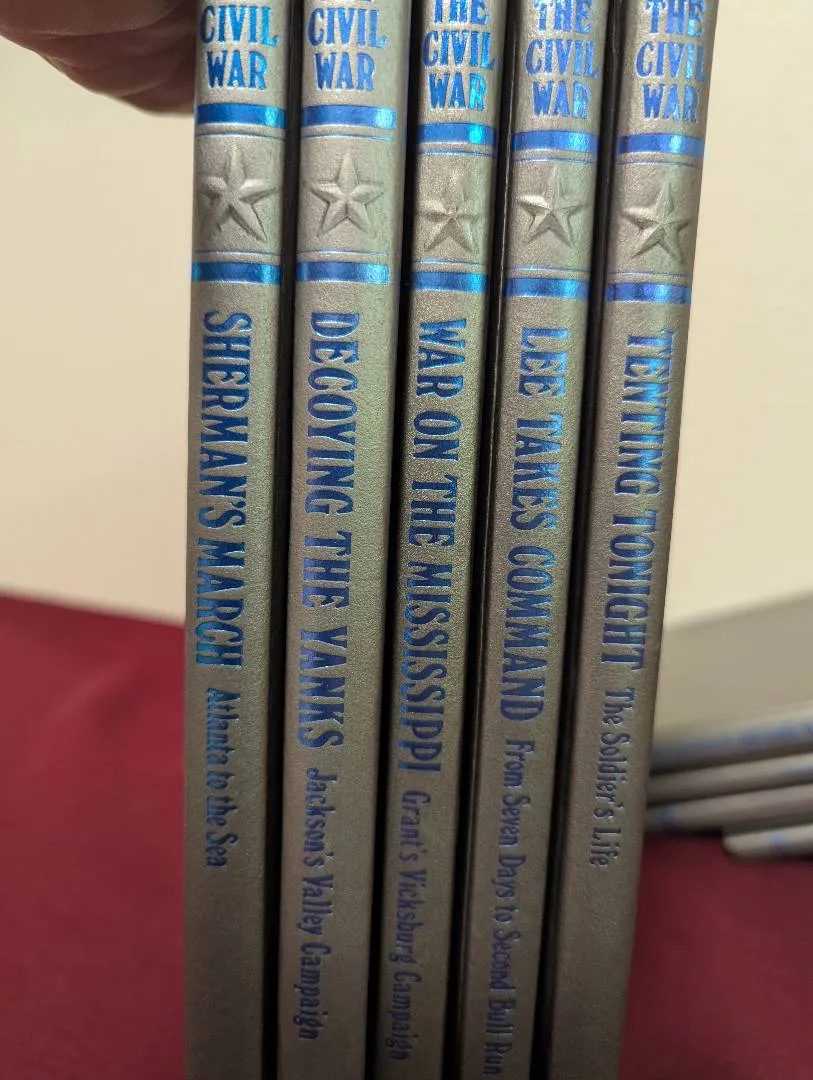 CIVIL
WAR
SHERMAN'S MARCH Atlanta to the Sea
THE
CIVIL
WAR
DECOYING THE YANKS Jackson's Valley Campaign
THE
CIVIL
WAR
WAR ON THE MISSISSIPPI Grant's Vicksburg Campaign
THE
CIVIL
WAR
LEE TAKES COMMAND From Seven Days to Second Bull Run
THE
CIVIL
WAR
TENTING TONIGHT The Soldier's Life